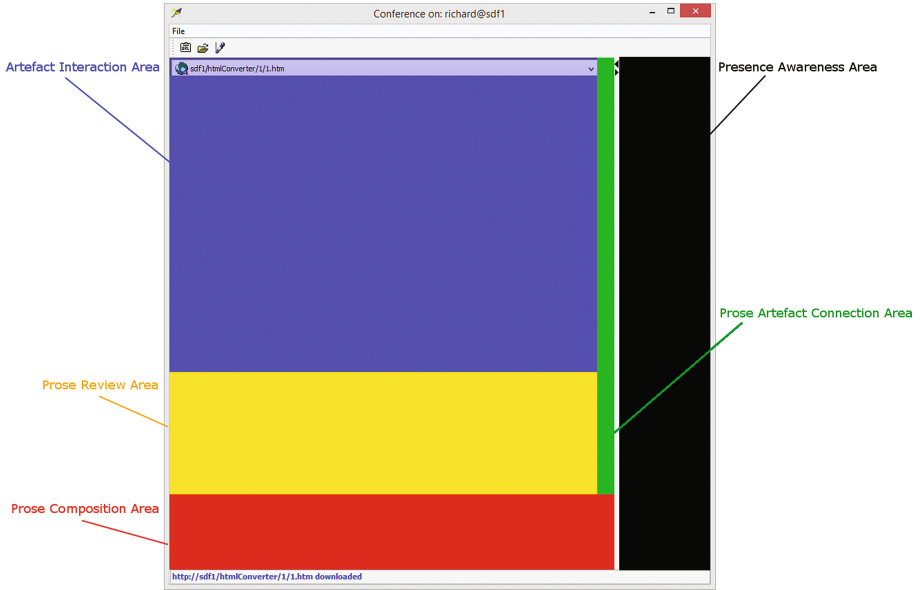 Conference on: richard@sdf1
File
sdf1/htmlConverter/1/1.htm
Artefact Interaction Area
Presence Awareness Area
Prose Artefact Connection Area
Prose Review Area
Prose Composition Area
http://sdf1/htmlConverter/1/1.htm downloaded